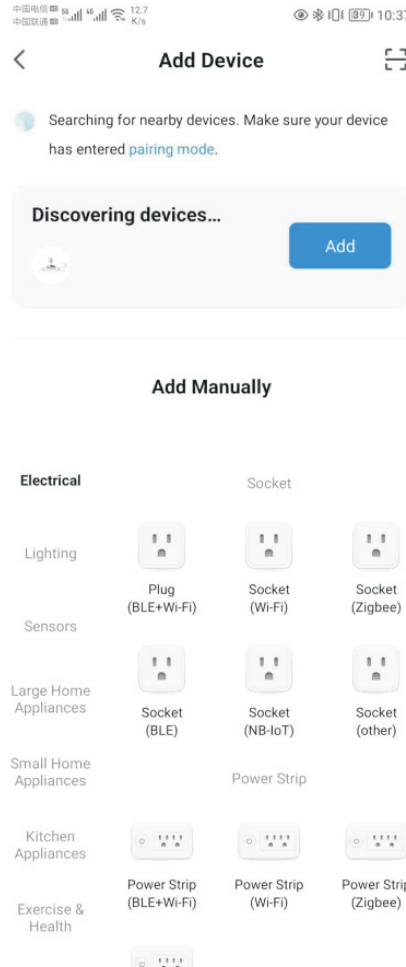 中国电信 HD 5G 4G 12.7
中国联通 HD K/s 39 10:37
Add Device
Searching for nearby devices. Make sure your device
has entered pairing mode.
Discovering devices...
Add
Add Manually
Electrical
Socket
Lighting
Plug
(BLE+Wi-Fi)
Socket
(Wi-Fi)
Socket
(Zigbee)
Sensors
Large Home
Appliances
Socket
(BLE)
Socket
(NB-IoT)
Socket
(other)
Small Home
Appliances
Power Strip
Kitchen
Appliances
Power Strip
(BLE+Wi-Fi)
Power Strip
(Wi-Fi)
Power Strip
(Zigbee)
Exercise &
Health